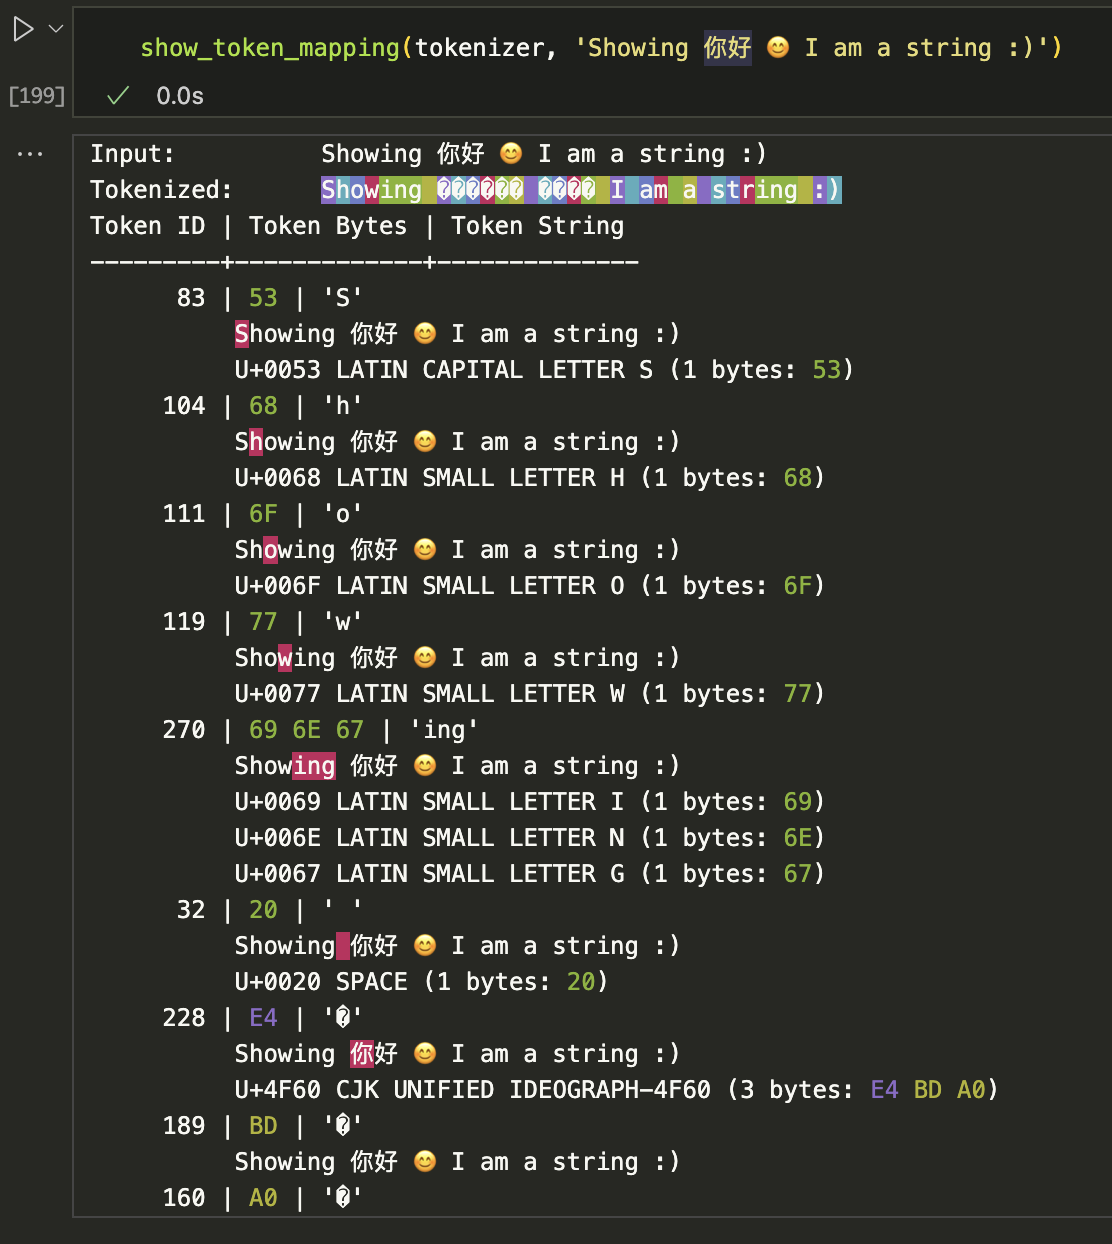 show_token_mapping(tokenizer, 'Showing 你好 😊 I am a string :)')
[199] ✓ 0.0s
...
Input: Showing 你好 😊 I am a string :)
Tokenized: Showing ������ ���� I am a string :)
Token ID | Token Bytes | Token String
---------+-------------+--------------
83 | 53 | 'S'
Showing 你好 😊 I am a string :)
U+0053 LATIN CAPITAL LETTER S (1 bytes: 53)
104 | 68 | 'h'
Showing 你好 😊 I am a string :)
U+0068 LATIN SMALL LETTER H (1 bytes: 68)
111 | 6F | 'o'
Showing 你好 😊 I am a string :)
U+006F LATIN SMALL LETTER O (1 bytes: 6F)
119 | 77 | 'w'
Showing 你好 😊 I am a string :)
U+0077 LATIN SMALL LETTER W (1 bytes: 77)
270 | 69 6E 67 | 'ing'
Showing 你好 😊 I am a string :)
U+0069 LATIN SMALL LETTER I (1 bytes: 69)
U+006E LATIN SMALL LETTER N (1 bytes: 6E)
U+0067 LATIN SMALL LETTER G (1 bytes: 67)
32 | 20 | ' '
Showing 你好 😊 I am a string :)
U+0020 SPACE (1 bytes: 20)
228 | E4 | '�'
Showing 你好 😊 I am a string :)
U+4F60 CJK UNIFIED IDEOGRAPH-4F60 (3 bytes: E4 BD A0)
189 | BD | '�'
Showing 你好 😊 I am a string :)
160 | A0 | '�'